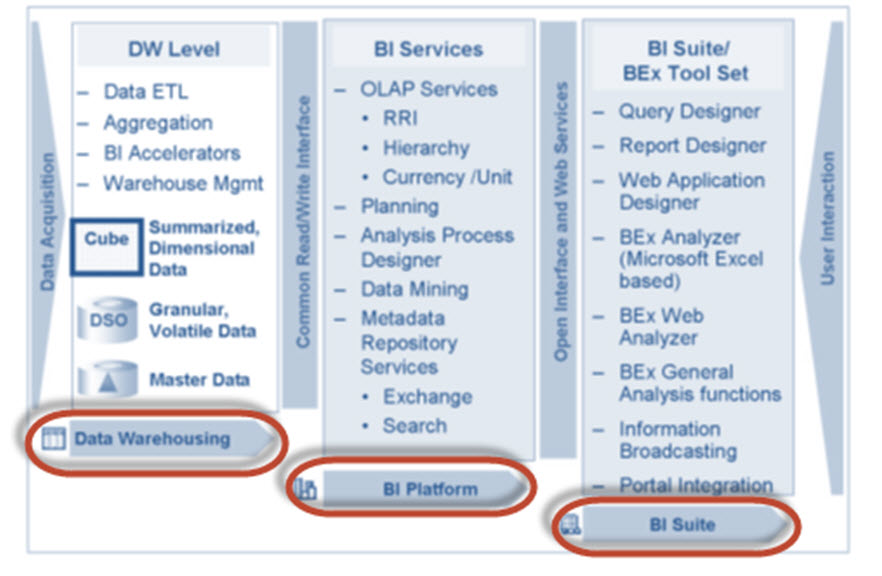 Data Acquisition
DW Level
– Data ETL
– Aggregation
– BI Accelerators
– Warehouse Mgmt
Cube
Summarized,
Dimensional
Data
DSO
Granular,
Volatile Data
Master Data
Data Warehousing
Common Read/Write Interface
BI Services
– OLAP Services
• RRI
• Hierarchy
• Currency /Unit
– Planning
– Analysis Process
Designer
– Data Mining
– Metadata
Repository
Services
• Exchange
• Search
BI Platform
Open Interface and Web Services
BI Suite/
BEx Tool Set
– Query Designer
– Report Designer
– Web Application
Designer
– BEx Analyzer
(Microsoft Excel
based)
– BEx Web
Analyzer
– BEx General
Analysis functions
– Information
Broadcasting
– Portal Integration
BI Suite
User Interaction